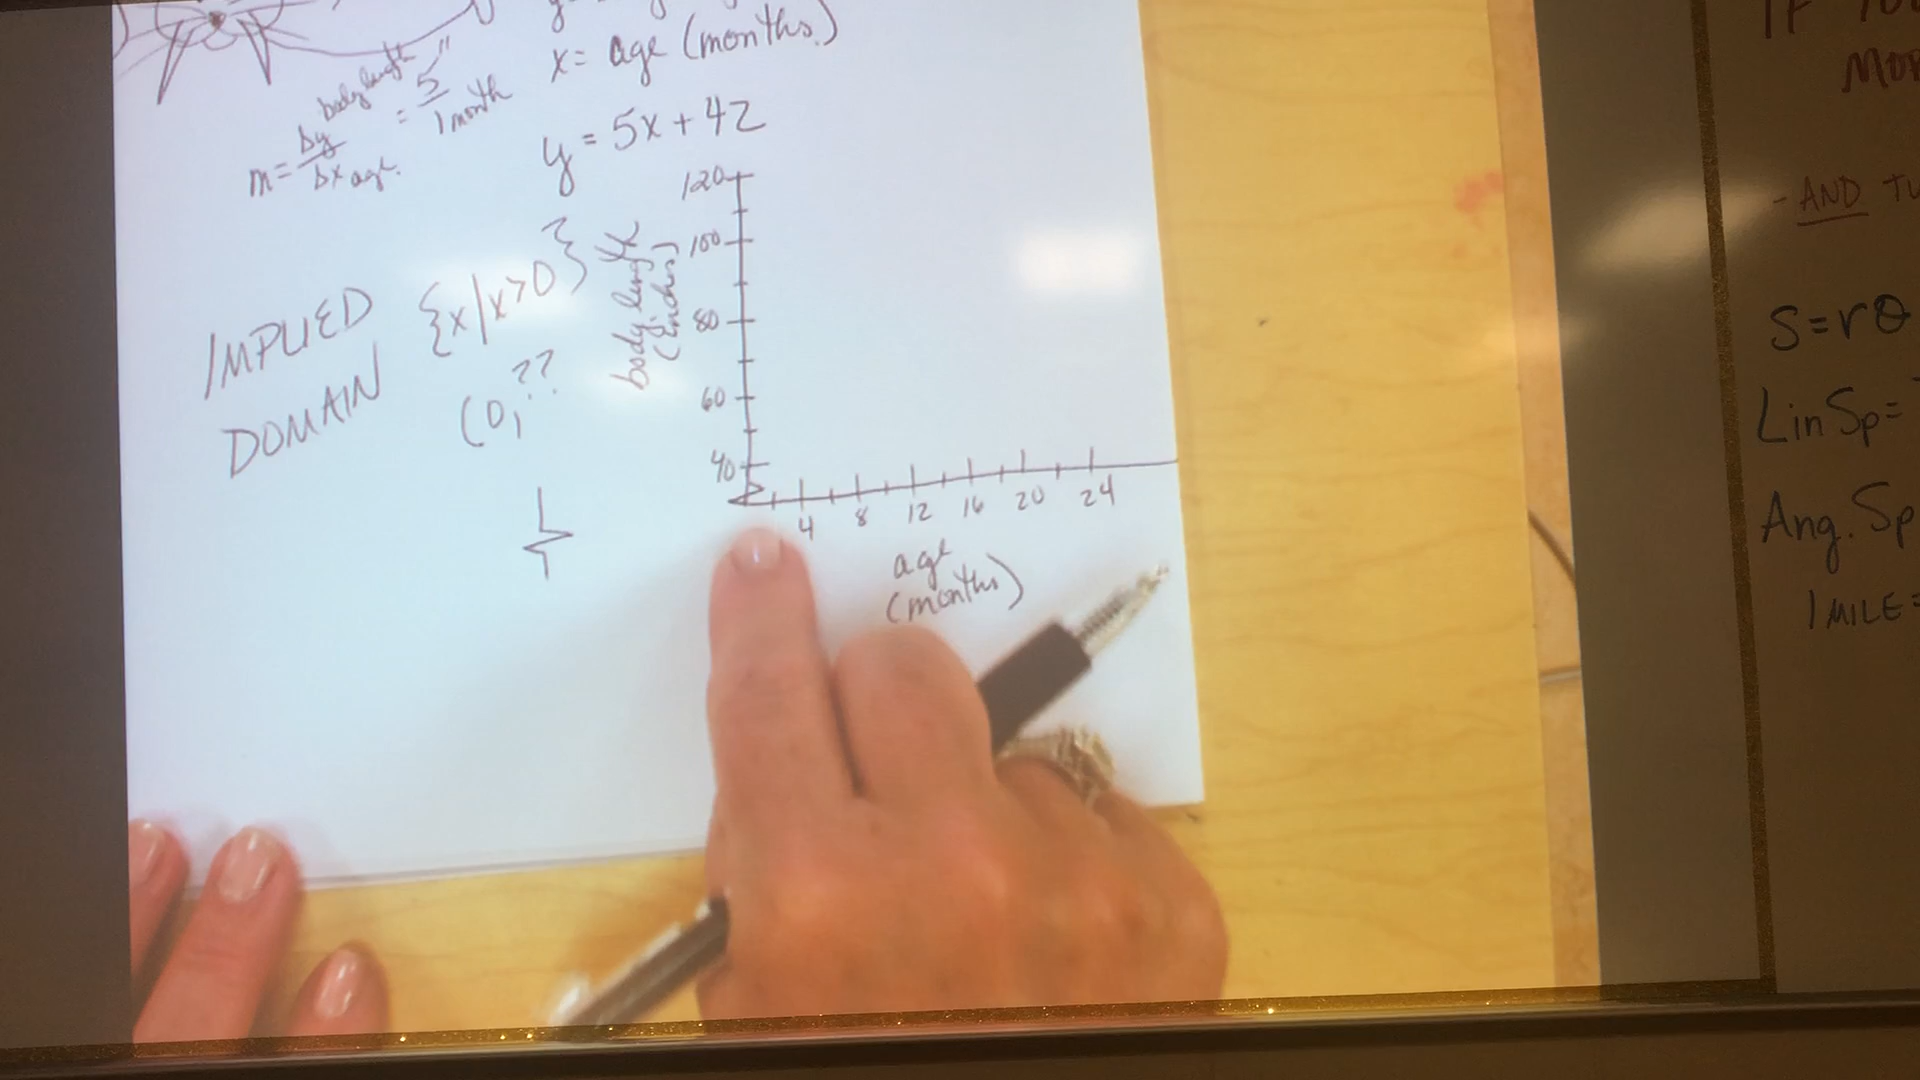 x = age (months.)
body length
m = Δy/Δx = 5"/1 month
age.
y = 5x + 42
IMPLIED DOMAIN
{x|x>0}
(0, ??
body length
(inches)
120
100
80
60
40
4 8 12 16 20 24
age
(months)
IF
- AND
S = rθ
Lin Sp =
Ang. Sp
1 MILE =